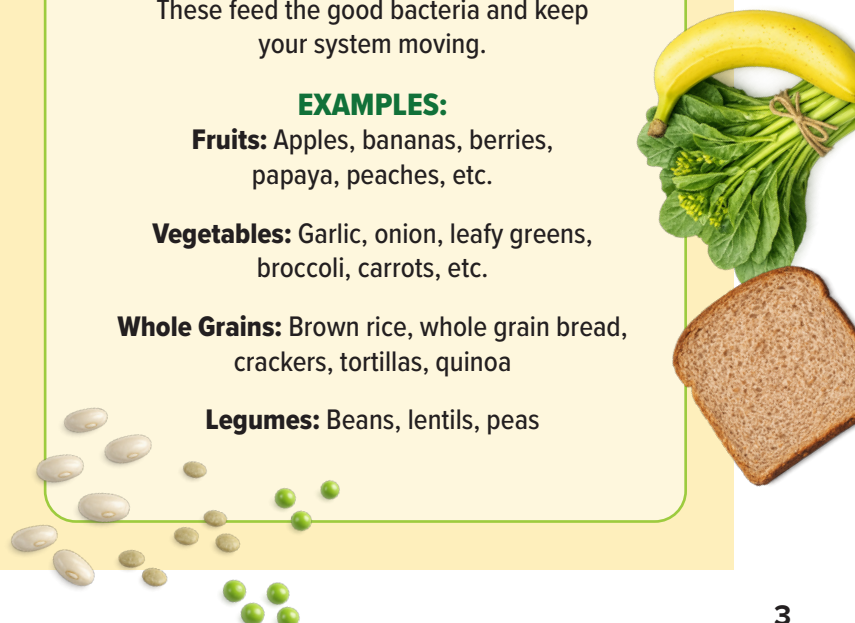 These feed the good bacteria and keep
your system moving.
EXAMPLES:
Fruits: Apples, bananas, berries,
papaya, peaches, etc.
Vegetables: Garlic, onion, leafy greens,
broccoli, carrots, etc.
Whole Grains: Brown rice, whole grain bread,
crackers, tortillas, quinoa
Legumes: Beans, lentils, peas
3